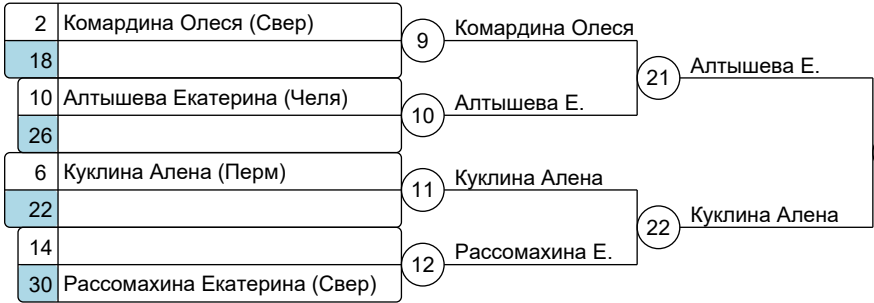 2 Комардина Олеся (Свер)
18
9
Комардина Олеся
10 Алтышева Екатерина (Челя)
26
10
Алтышева Е.
21
Алтышева Е.
6 Куклина Алена (Перм)
22
11
Куклина Алена
14
30 Рассомахина Екатерина (Свер)
12
Рассомахина Е.
22
Куклина Алена